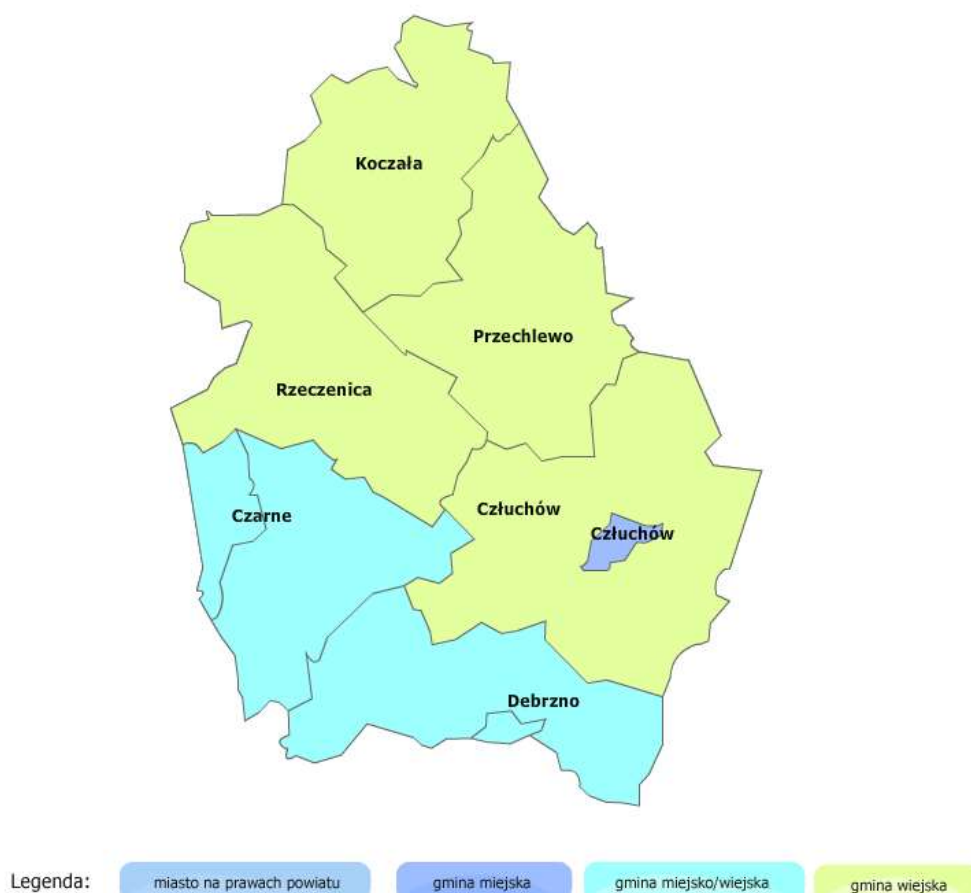 Koczała
Przechlewo
Rzeczenica
Człuchów
Czarne
Człuchów
Debrzno
Legenda: miasto na prawach powiatu gmina miejska gmina miejsko/wiejska gmina wiejska